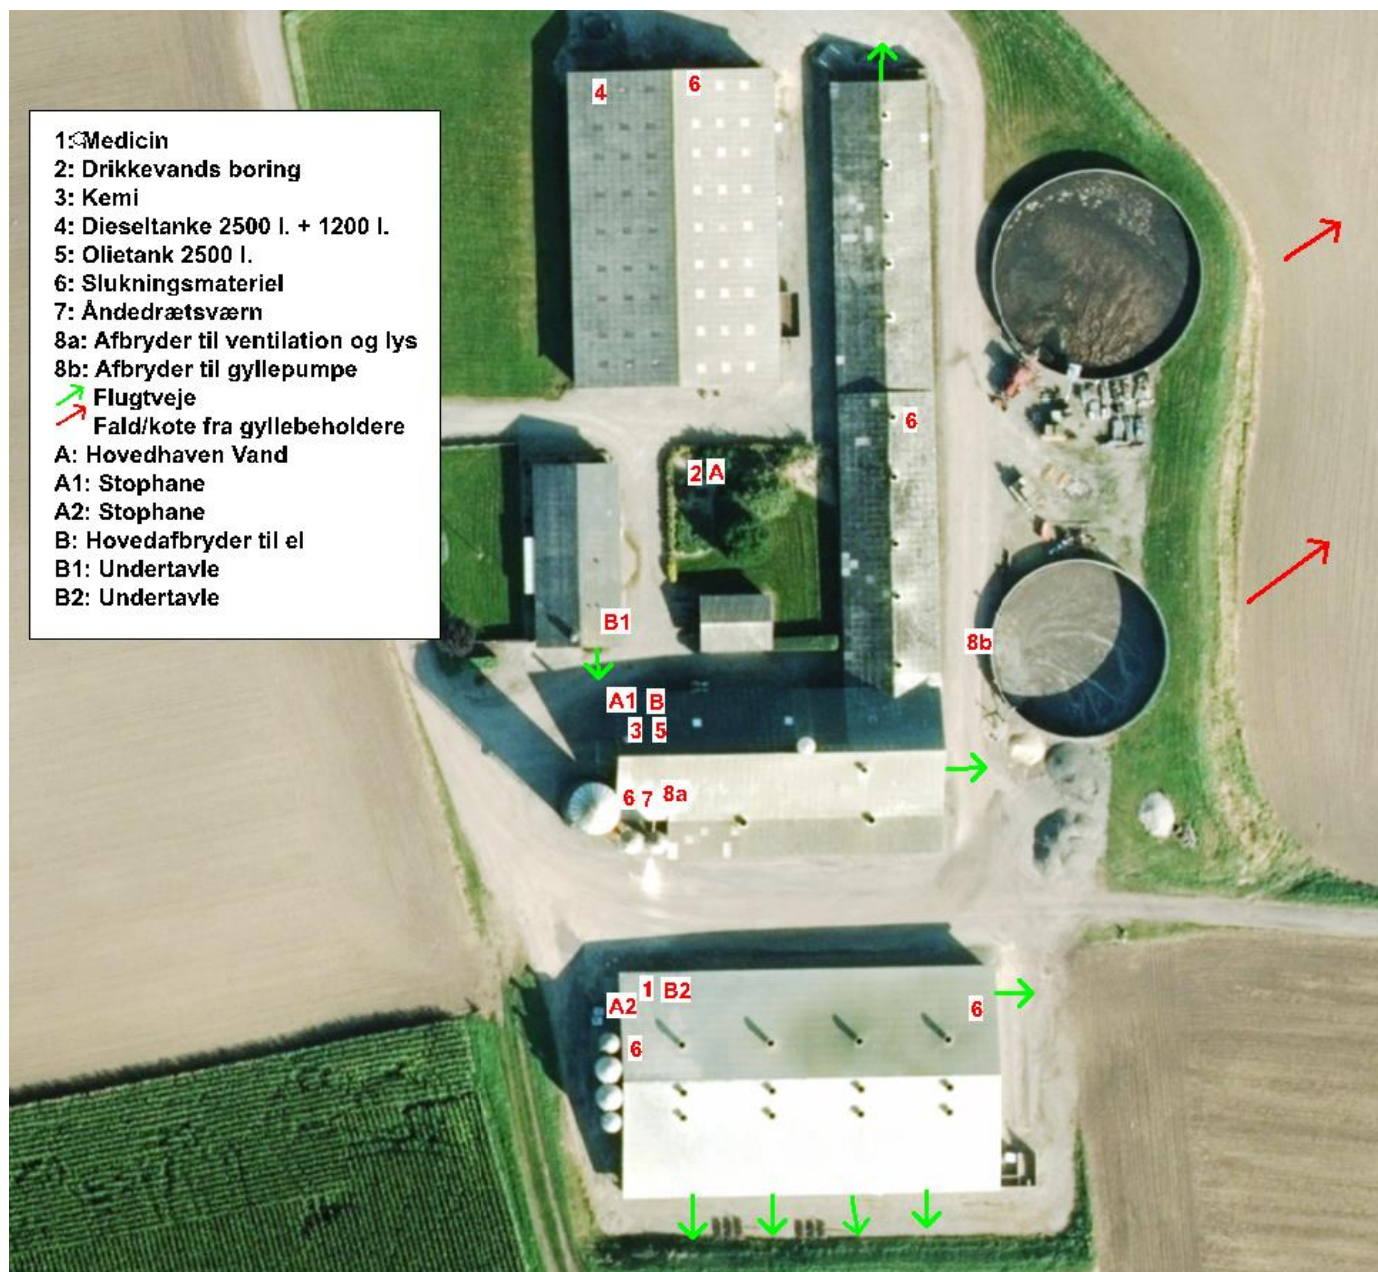 1: Medicin
2: Drikkevands boring
3: Kemi
4: Dieseltanke 2500 l. + 1200 l.
5: Olietank 2500 l.
6: Slukningsmateriel
7: Åndedrætsværn
8a: Afbryder til ventilation og lys
8b: Afbryder til gyllepumpe
Flugtveje
Fald/kote fra gyllebeholdere
A: Hovedhaven Vand
A1: Stophane
A2: Stophane
B: Hovedafbryder til el
B1: Undertavle
B2: Undertavle
4
6
6
2 A
B1
8b
A1 B
3 5
6 7 8a
1 B2
A2
6
6